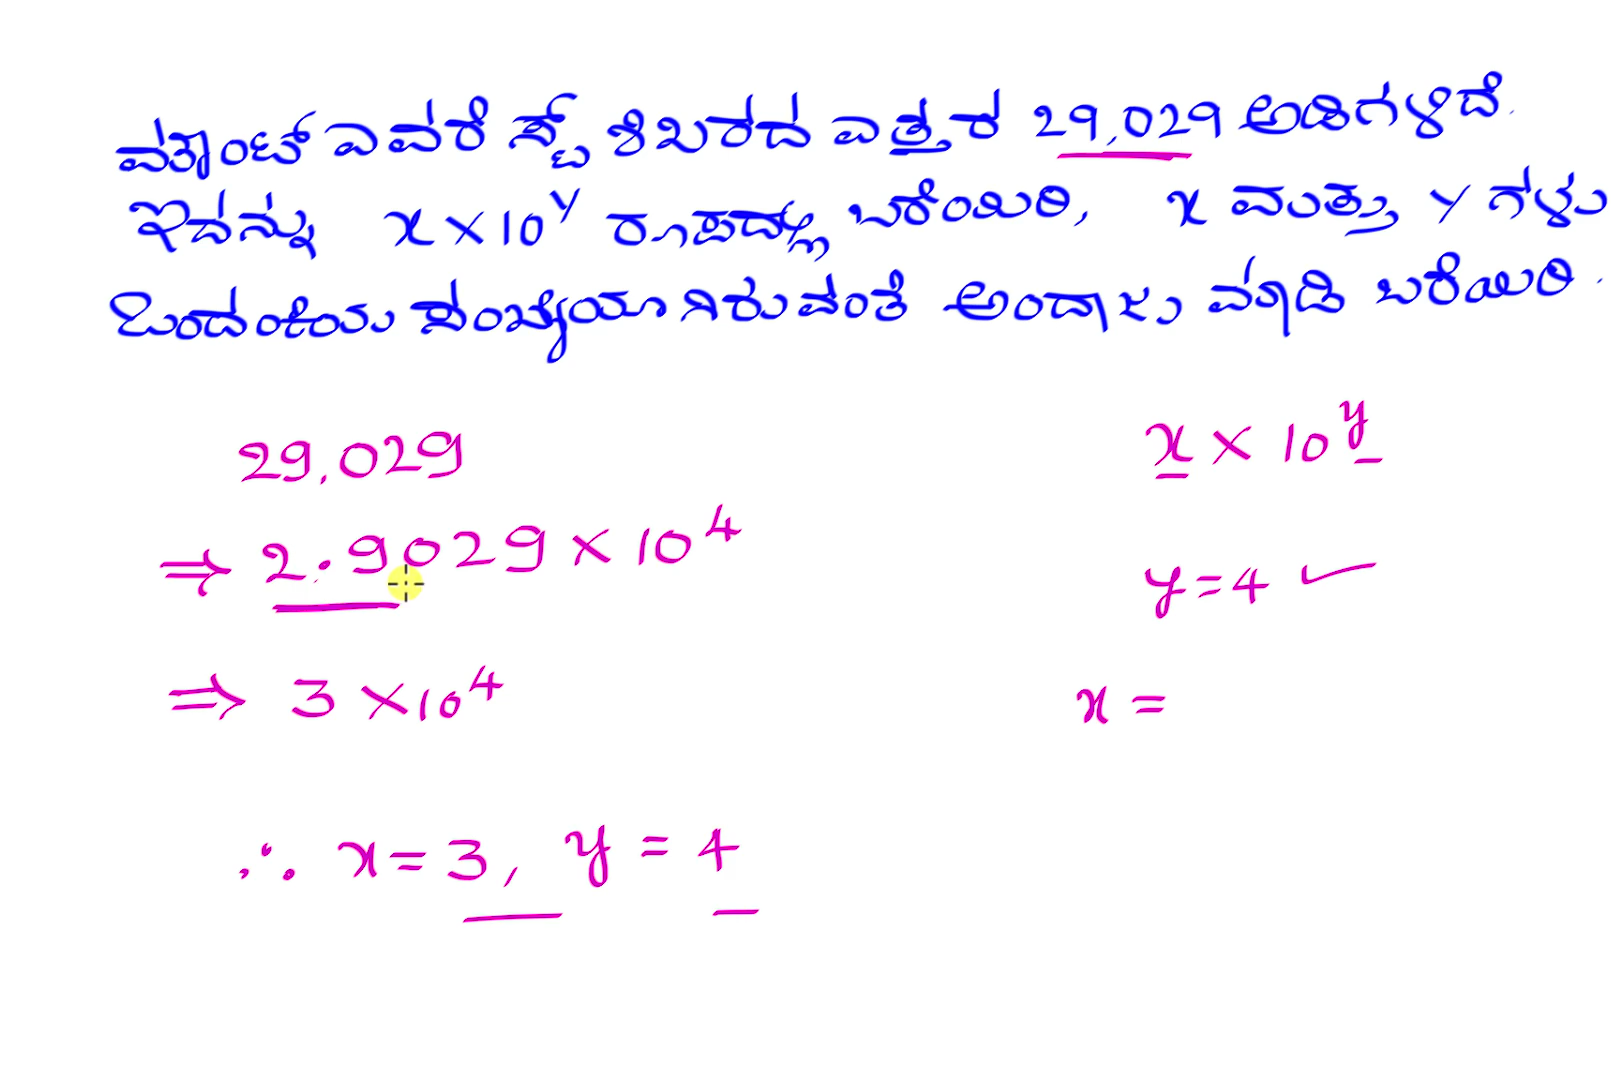 ಮೌಂಟ್ ಎವರೆಸ್ಟ್ ಶಿಖರದ ಎತ್ತರ 29,029 ಅಡಿಗಳಿದೆ.
ಇದನ್ನು x × 10^y ರೂಪದಲ್ಲಿ ಬರೆಯಿರಿ, x ಮತ್ತು y ಗಳು
ಒಂದಂಕಿಯ ಸಂಖ್ಯೆಯಾಗಿರುವಂತೆ ಅಂದಾಜು ಮಾಡಿ ಬರೆಯಿರಿ.
29,029
x × 10^y
⇒ 2.9029 × 10^4
y = 4 ✓
⇒ 3 × 10^4
x =
∴ x = 3, y = 4